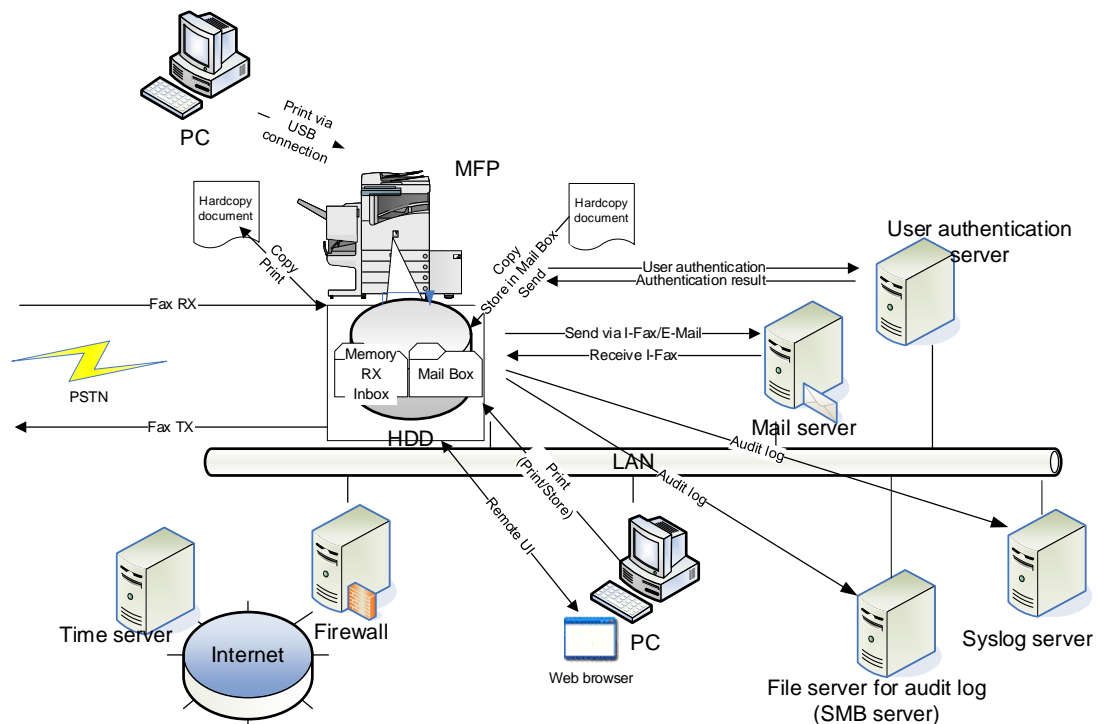 PC
Print via
USB
connection
MFP
Hardcopy
document
Hardcopy
document
Copy
Print
Copy
Store in Mail Box
Send
User authentication
server
User authentication
Authentication result
Fax RX
Send via I-Fax/E-Mail
Receive I-Fax
Memory
RX
Inbox
Mail Box
PSTN
Fax TX
HDD
Mail server
LAN
Audit log
Audit log
Print
(Print/Store)
Remote UI
Time server
Firewall
Internet
PC
Web browser
Syslog server
File server for audit log
(SMB server)